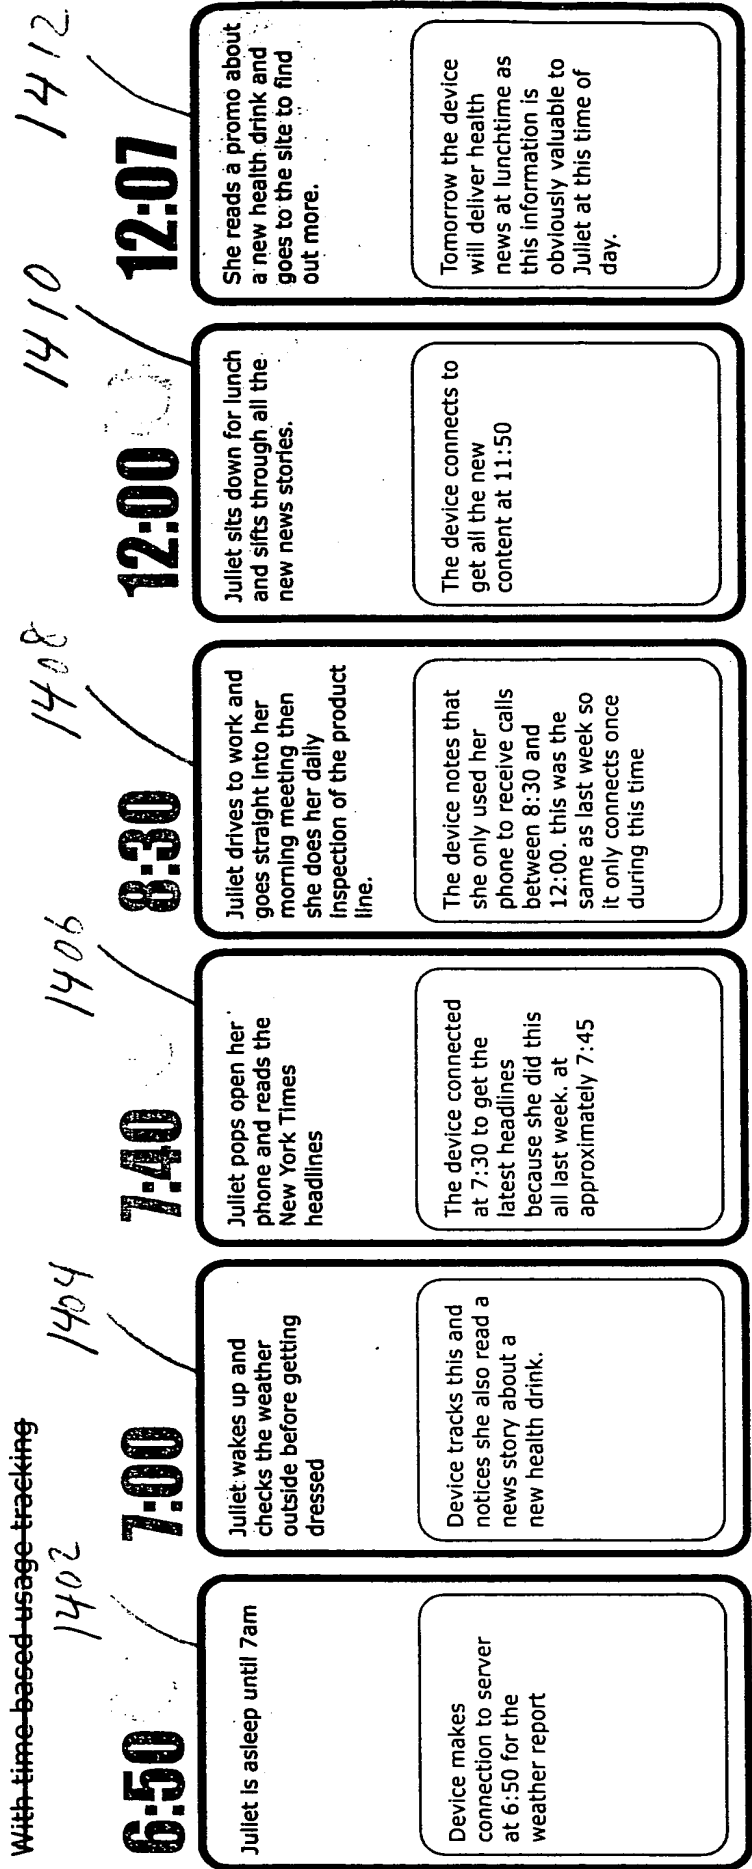 With time based usage tracking
1402
6:50
Juliet is asleep until 7am
Device makes
connection to server
at 6:50 for the
weather report
1404
7:00
Juliet wakes up and
checks the weather
outside before getting
dressed
Device tracks this and
notices she also read a
news story about a
new health drink.
1406
7:40
Juliet pops open her
phone and reads the
New York Times
headlines
The device connected
at 7:30 to get the
latest headlines
because she did this
all last week. at
approximately 7:45
1408
8:30
Juliet drives to work and
goes straight into her
morning meeting then
she does her daily
inspection of the product
line.
The device notes that
she only used her
phone to receive calls
between 8:30 and
12:00. this was the
same as last week so
it only connects once
during this time
1410
12:00
Juliet sits down for lunch
and sifts through all the
new news stories.
The device connects to
get all the new
content at 11:50
1412
12:07
She reads a promo about
a new health drink and
goes to the site to find
out more.
Tomorrow the device
will deliver health
news at lunchtime as
this information is
obviously valuable to
Juliet at this time of
day.